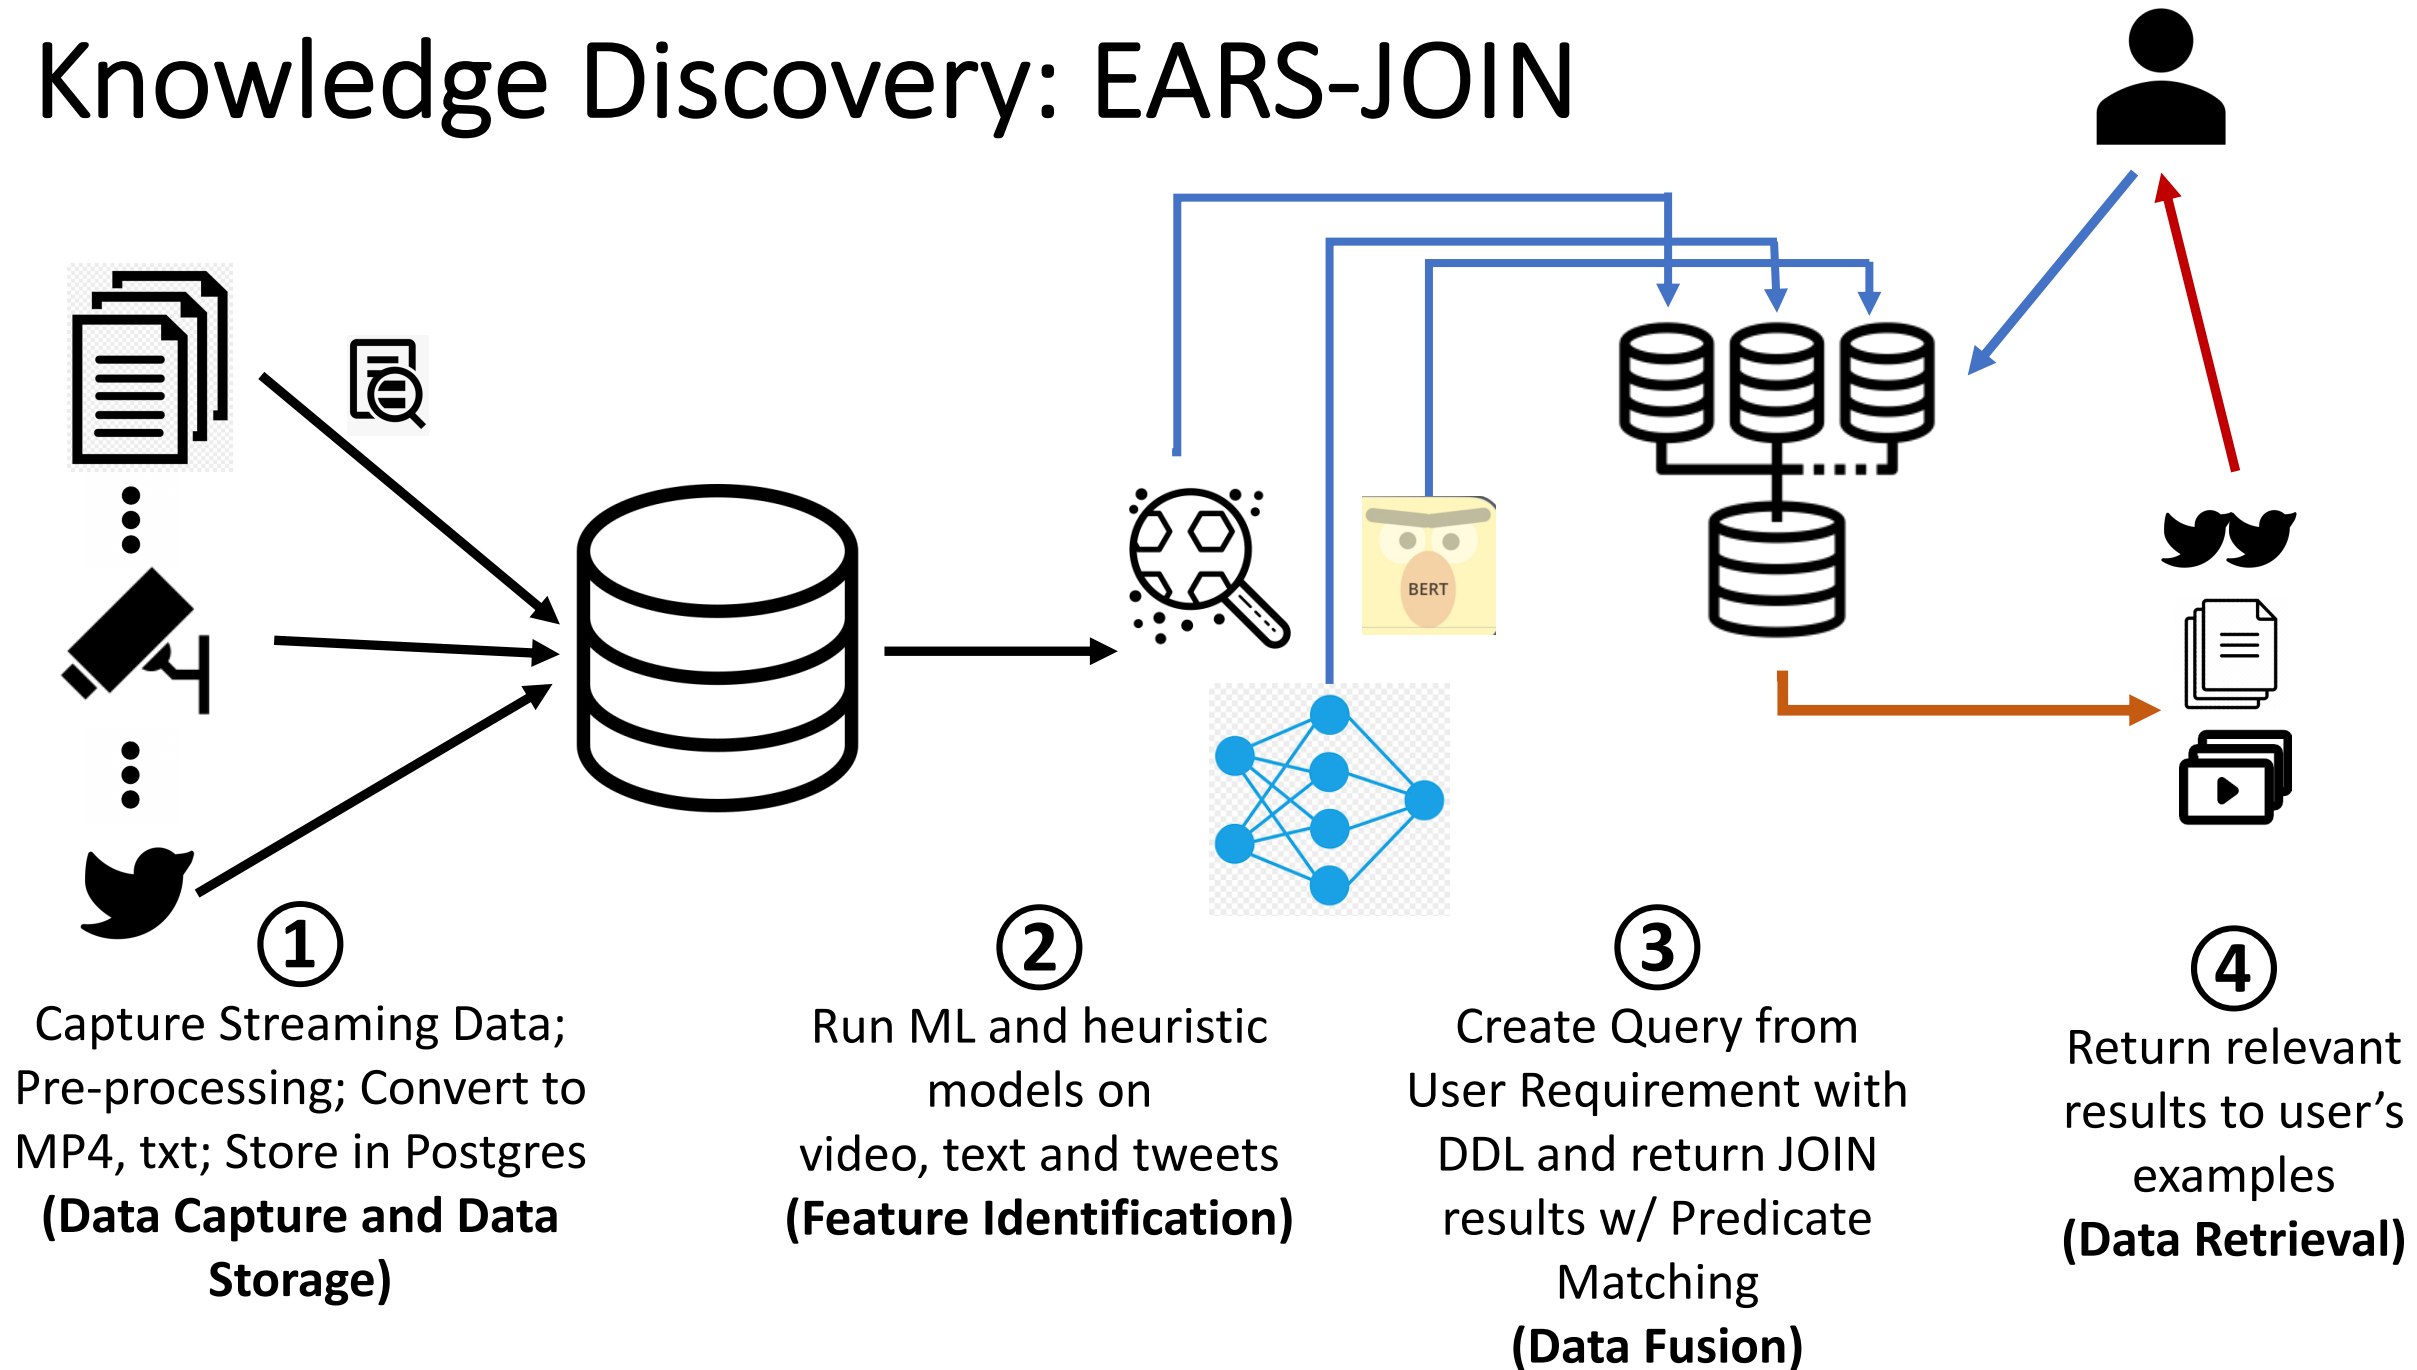 Knowledge Discovery: EARS-JOIN
BERT
1
Capture Streaming Data;
Pre-processing; Convert to
MP4, txt; Store in Postgres
(Data Capture and Data
Storage)
2
Run ML and heuristic
models on
video, text and tweets
(Feature Identification)
3
Create Query from
User Requirement with
DDL and return JOIN
results w/ Predicate
Matching
(Data Fusion)
4
Return relevant
results to user’s
examples
(Data Retrieval)